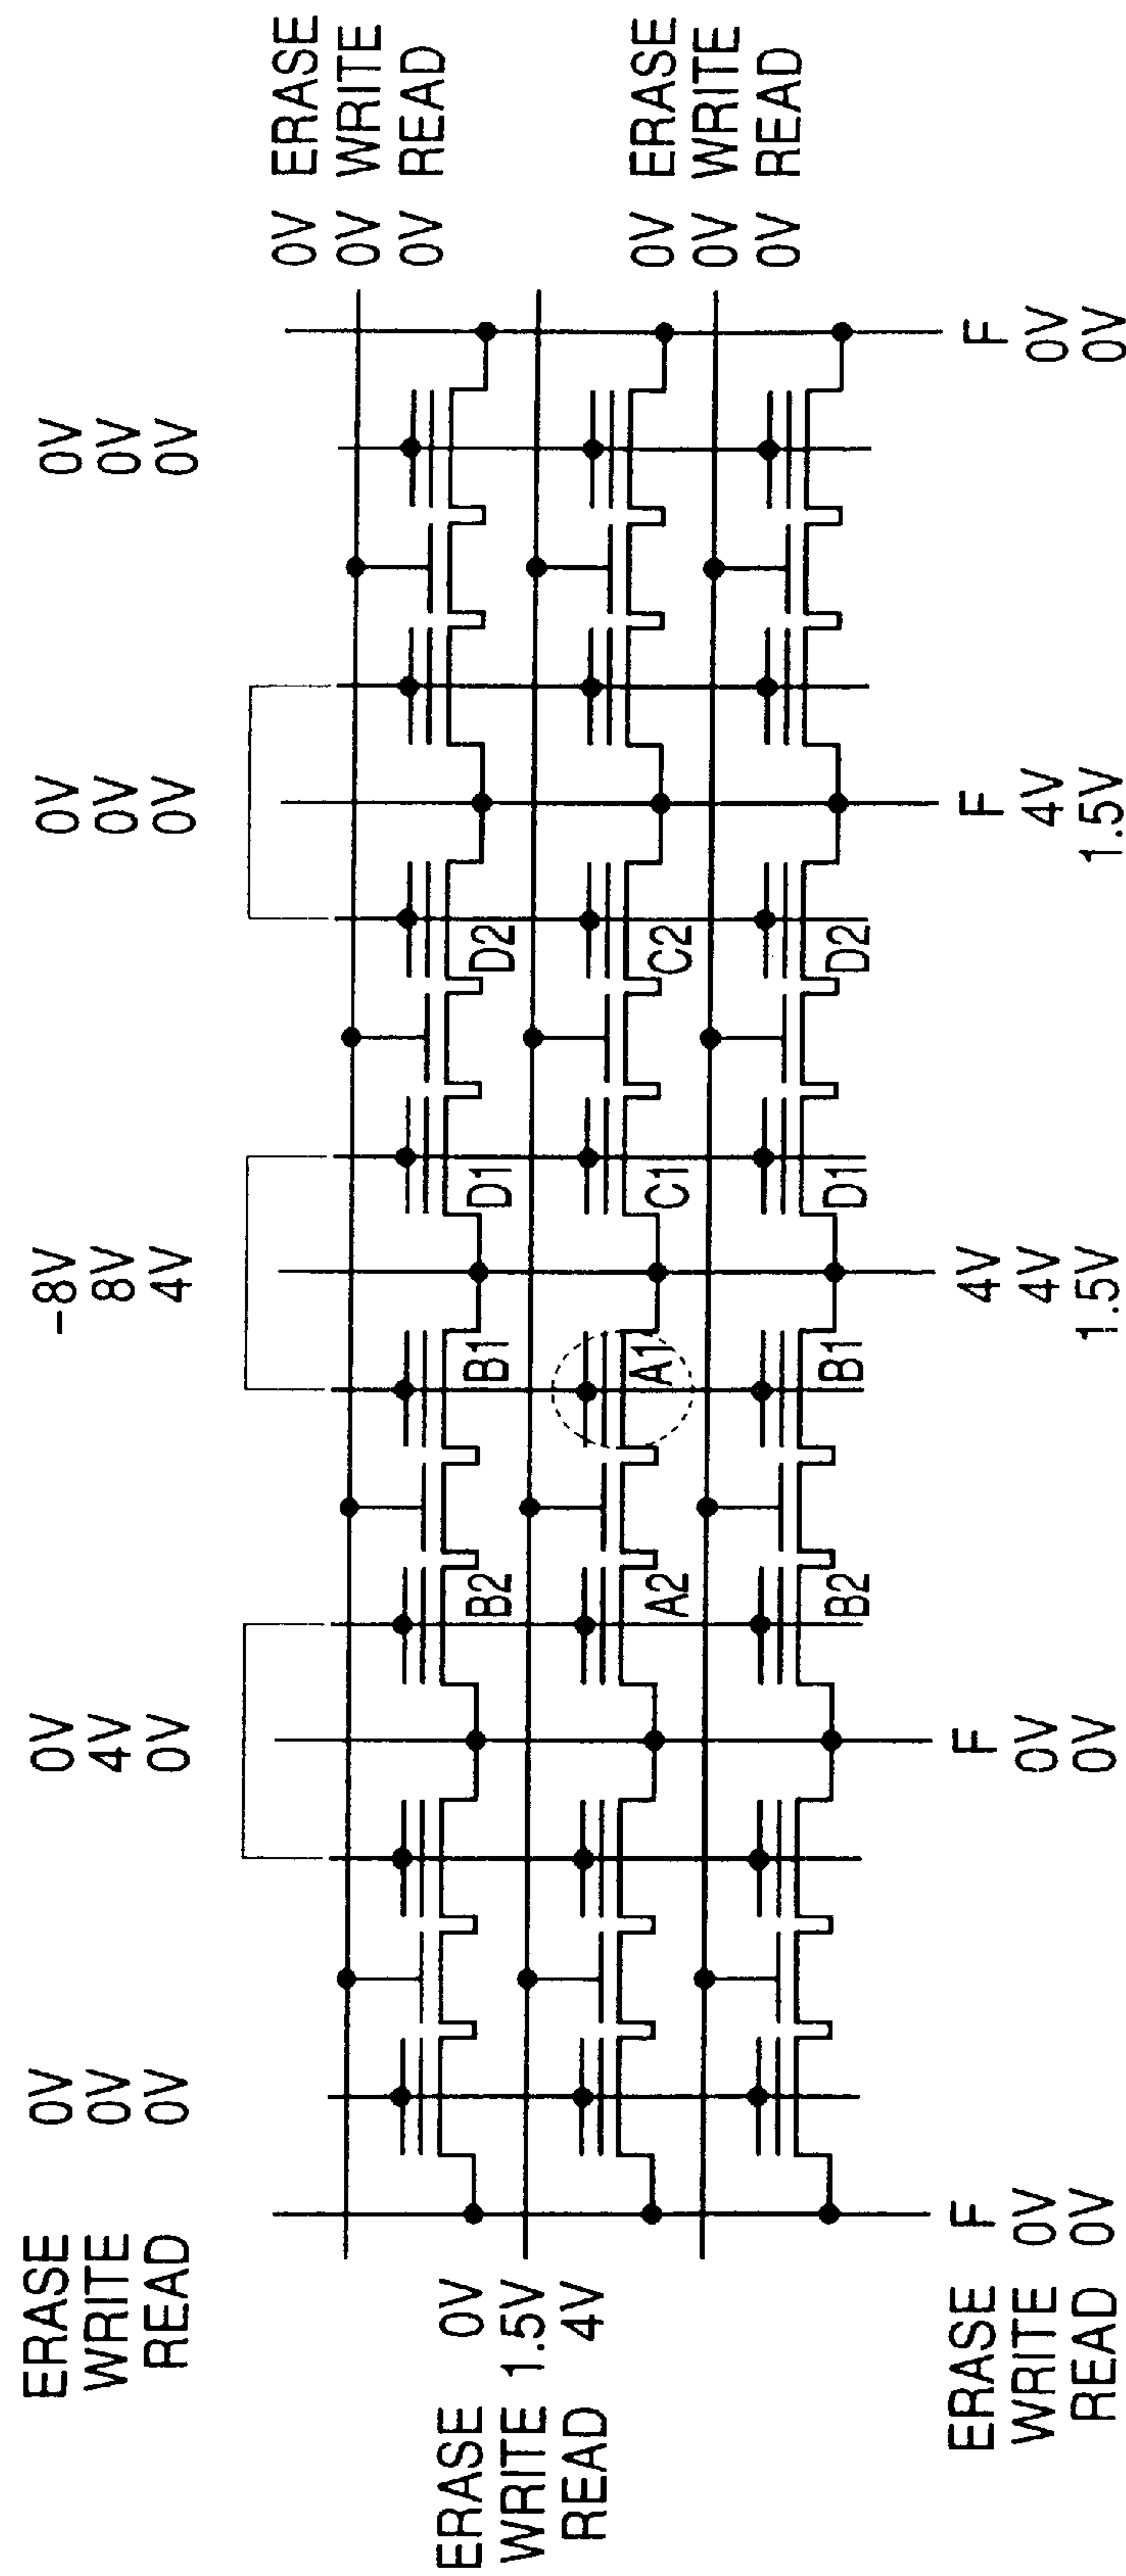 ERASE 0V 0V -8V 0V 0V
WRITE 0V 4V 8V 0V 0V
READ 0V 0V 4V 0V 0V
0V ERASE
0V WRITE
0V READ
B2 B1 D1 D2
ERASE 0V
WRITE 1.5V
READ 4V
A2 A1 C1 C2
0V ERASE
0V WRITE
0V READ
B2 B1 D1 D2
ERASE F F 4V F F
WRITE 0V 0V 4V 4V 0V
READ 0V 0V 1.5V 1.5V 0V